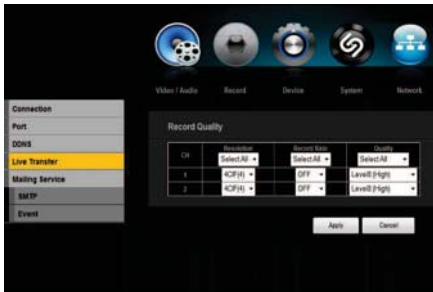 Video / Audio Record Device System Network
Connection
Port
DDNS
Live Transfer
Mailing Service
SMTP
Event
Record Quality
CH Resolution Record Rate Quality
Select All Select All Select All
1 4CIF(4) OFF Level8(High)
2 4CIF(4) OFF Level8(High)
Apply Cancel